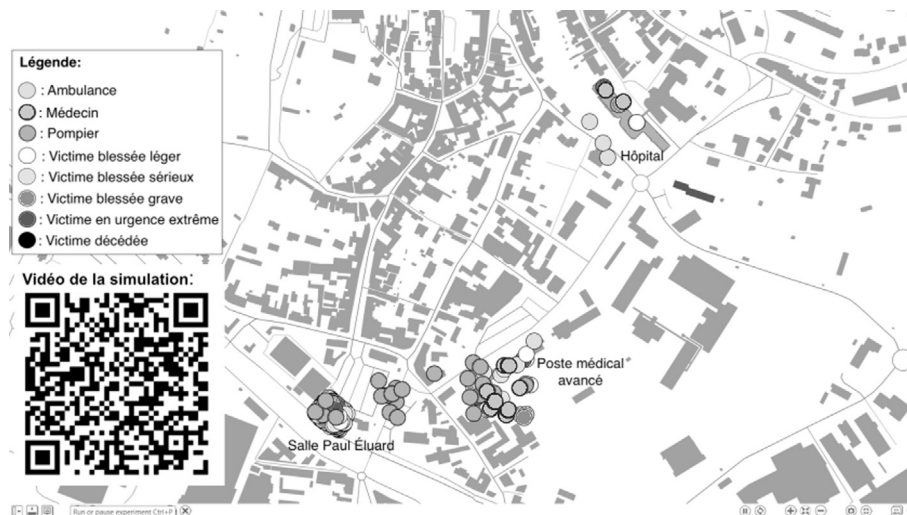 Légende:
: Ambulance
: Médecin
: Pompier
: Victime blessée léger
: Victime blessée sérieux
: Victime blessée grave
: Victime en urgence extrême
: Victime décédée
Vidéo de la simulation:
Hôpital
Poste médical
avancé
Salle Paul Éluard
Run or pause experiment Ctrl+P